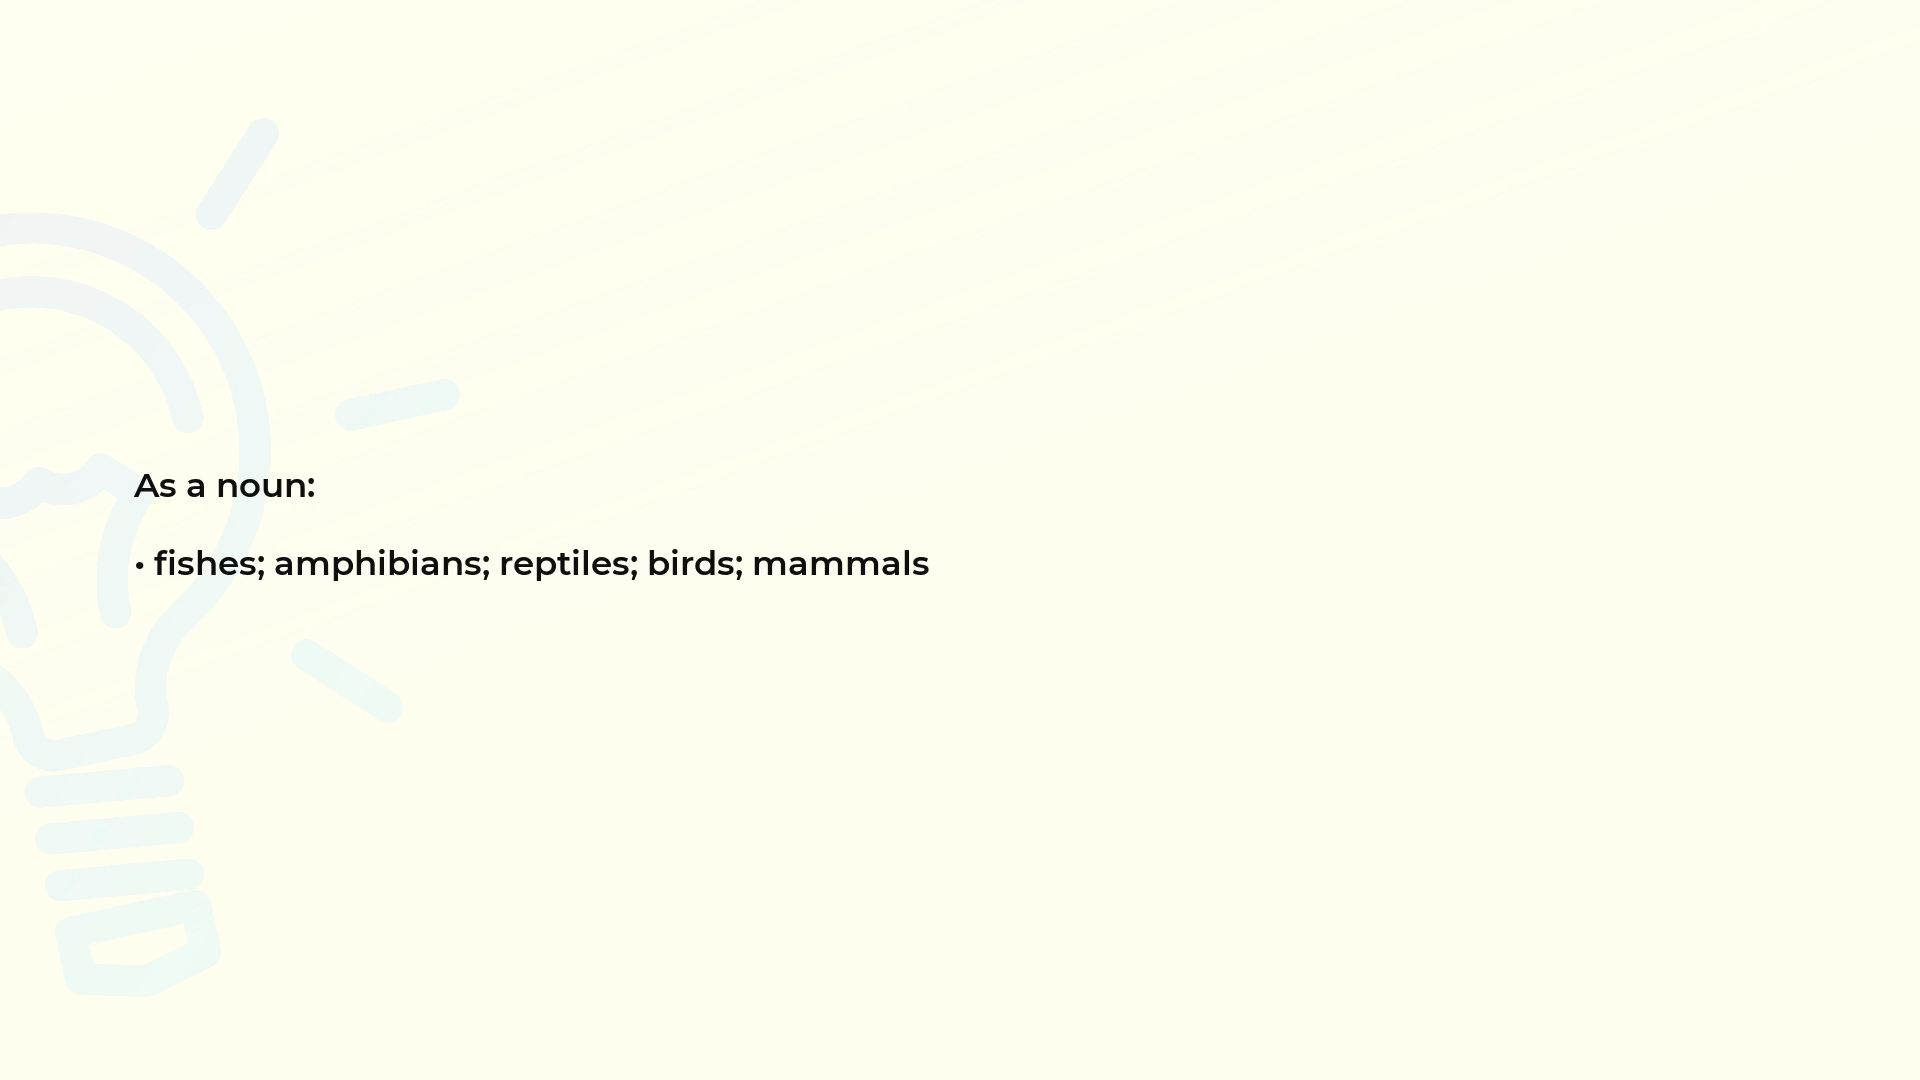 As a noun:
• fishes; amphibians; reptiles; birds; mammals